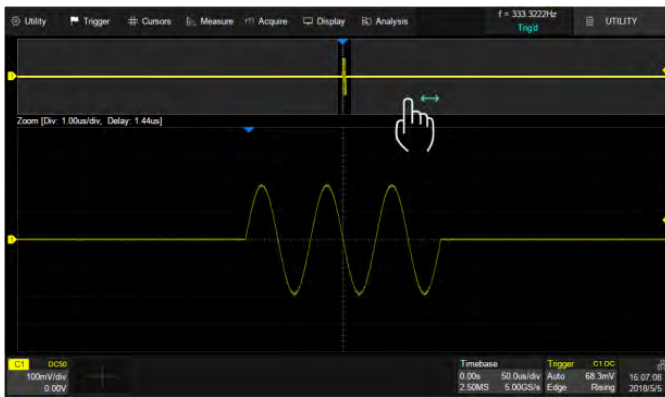 Utility Trigger Cursors Measure Acquire Display Analysis f = 333.3222Hz UTILITY
Trig'd
Zoom [Div: 1.00us/div, Delay: 1.44us]
C1 DC50
100mV/div
0.00V
Timebase
0.00s 50.0us/div
2.50MS 5.00GS/s
Trigger C1 DC
Auto 68.3mV
Edge Rising
16:07:08
2018/5/5